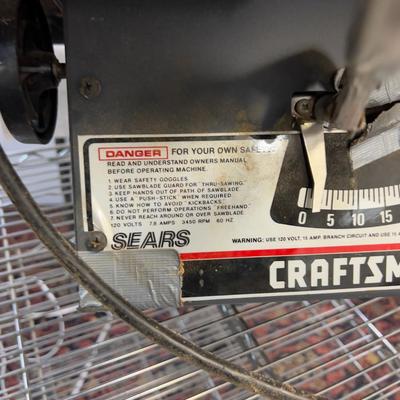 DANGER FOR YOUR OWN
READ AND UNDERSTAND OWNERS MANUAL
BEFORE OPERATING MACHINE.
1. WEAR SAFETY GOGGLES.
2. USE SAWBLADE GUARD FOR "THRU-SAWING."
3. KEEP HANDS OUT OF PATH OF SAWBLADE
4. USE A "PUSH-STICK" WHEN REQUIRED.
5. KNOW HOW TO AVOID "KICKBACKS."
6. DO NOT PERFORM OPERATIONS "FREEHAND."
7. NEVER REACH AROUND OR OVER SAWBLADE.
120 VOLTS 7.8 AMPS 3450 RPM 60 HZ
0 5 10 15
SEARS
WARNING: USE 120 VOLT, 15 AMP. BRANCH CIRCUIT AND USE 15 A
CRAFTSM